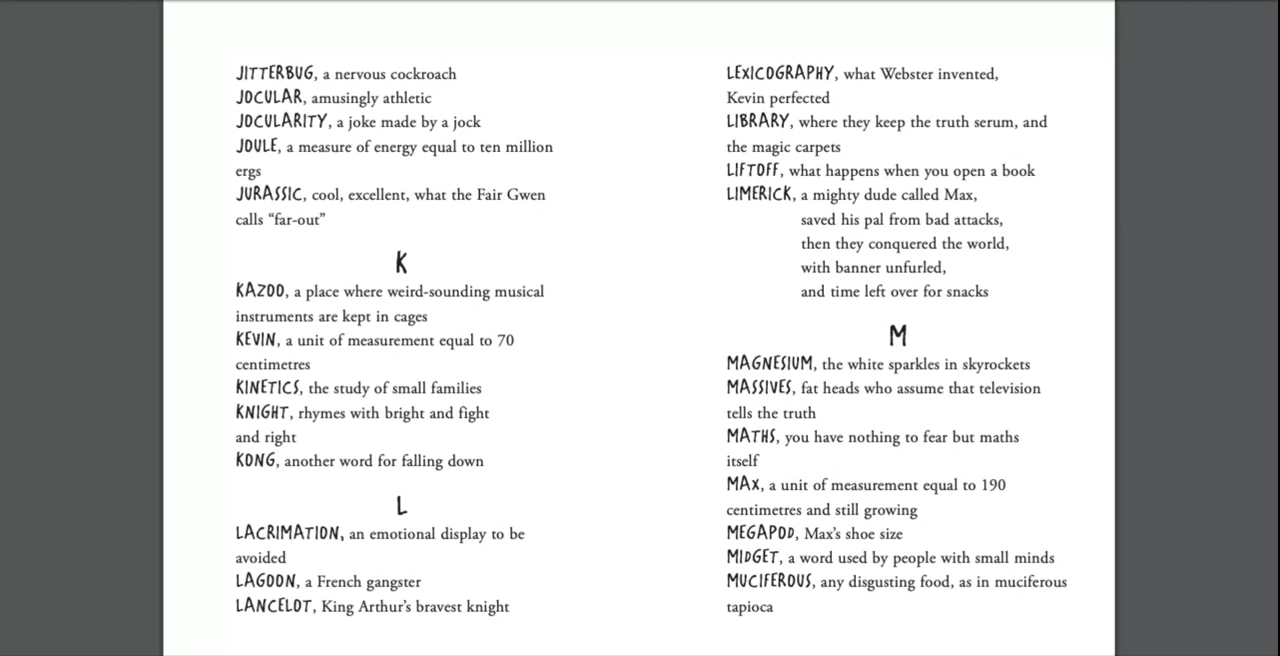 JITTERBUG, a nervous cockroach
JOCULAR, amusingly athletic
JOCULARITY, a joke made by a jock
JOULE, a measure of energy equal to ten million
ergs
JURASSIC, cool, excellent, what the Fair Gwen
calls “far-out”
K
KAZOO, a place where weird-sounding musical
instruments are kept in cages
KEVIN, a unit of measurement equal to 70
centimetres
KINETICS, the study of small families
KNIGHT, rhymes with bright and fight
and right
KONG, another word for falling down
L
LACRIMATION, an emotional display to be
avoided
LAGOON, a French gangster
LANCELOT, King Arthur’s bravest knight
LEXICOGRAPHY, what Webster invented,
Kevin perfected
LIBRARY, where they keep the truth serum, and
the magic carpets
LIFTOFF, what happens when you open a book
LIMERICK, a mighty dude called Max,
saved his pal from bad attacks,
then they conquered the world,
with banner unfurled,
and time left over for snacks
M
MAGNESIUM, the white sparkles in skyrockets
MASSIVES, fat heads who assume that television
tells the truth
MATHS, you have nothing to fear but maths
itself
MAX, a unit of measurement equal to 190
centimetres and still growing
MEGAPOD, Max’s shoe size
MIDGET, a word used by people with small minds
MUCIFEROUS, any disgusting food, as in muciferous
tapioca